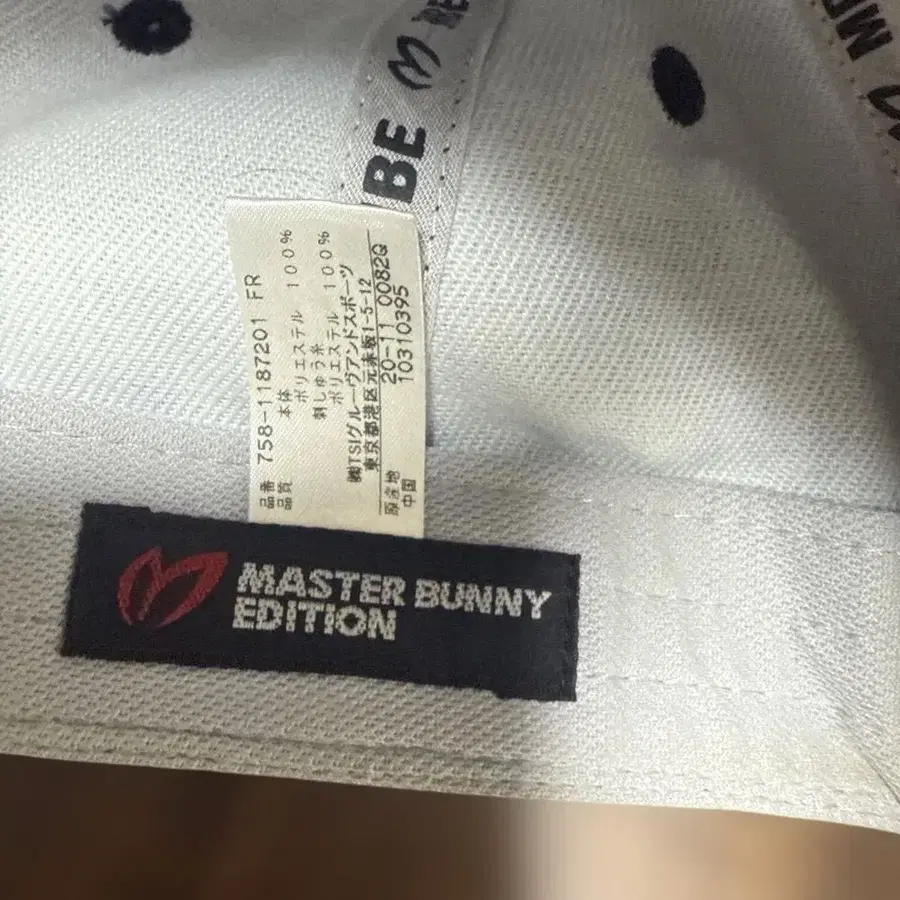 品番 758-1187201 FR
品質 本体
ポリエステル 100%
刺しゅう糸
ポリエステル 100%
㈱TSIグルーヴアンドスポーツ
東京都港区元赤坂1-5-12
20-11 0082Q
10310395
原産地
中国
MASTER BUNNY
EDITION
BE